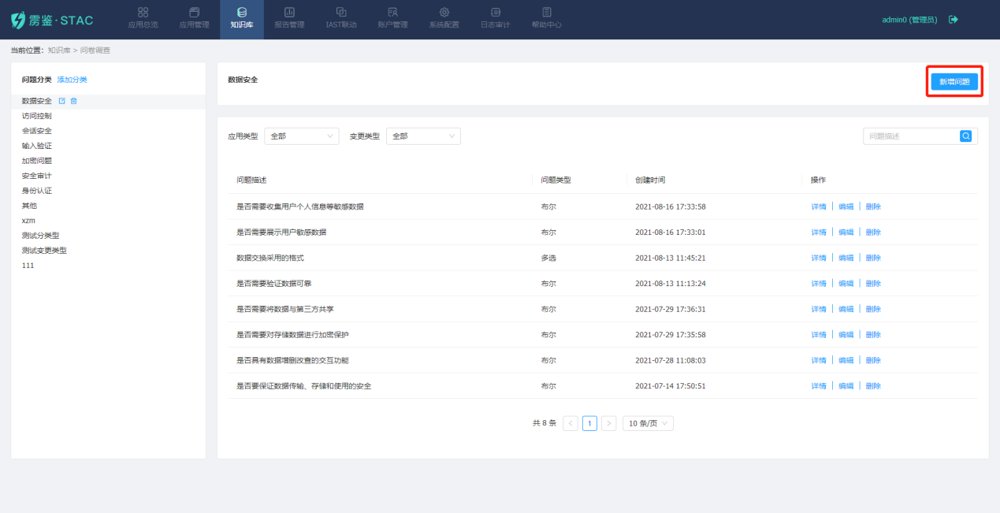 雳鉴·STAC
应用总览 应用管理 知识库 报告管理 IAST联动 账户管理 系统配置 日志审计 帮助中心
admin0 (管理员)
当前位置: 知识库 > 问卷调查
问题分类 添加分类
数据安全
访问控制
会话安全
输入验证
加密问题
安全审计
身份认证
其他
xzm
测试分类型
测试变更类型
111
数据安全
新增问题
应用类型 全部 变更类型 全部 问题描述
问题描述 问题类型 创建时间 操作
是否需要收集用户个人信息等敏感数据 布尔 2021-08-16 17:33:58 详情 编辑 删除
是否需要展示用户敏感数据 布尔 2021-08-16 17:33:01 详情 编辑 删除
数据交换采用的格式 多选 2021-08-13 11:45:21 详情 编辑 删除
是否需要验证数据可靠 布尔 2021-08-13 11:13:24 详情 编辑 删除
是否需要将数据与第三方共享 布尔 2021-07-29 17:36:31 详情 编辑 删除
是否需要对存储数据进行加密保护 布尔 2021-07-29 17:35:58 详情 编辑 删除
是否具有数据增删改查的交互功能 布尔 2021-07-28 11:08:03 详情 编辑 删除
是否要保证数据传输、存储和使用的安全 布尔 2021-07-14 17:50:51 详情 编辑 删除
共 8 条 < 1 > 10 条/页